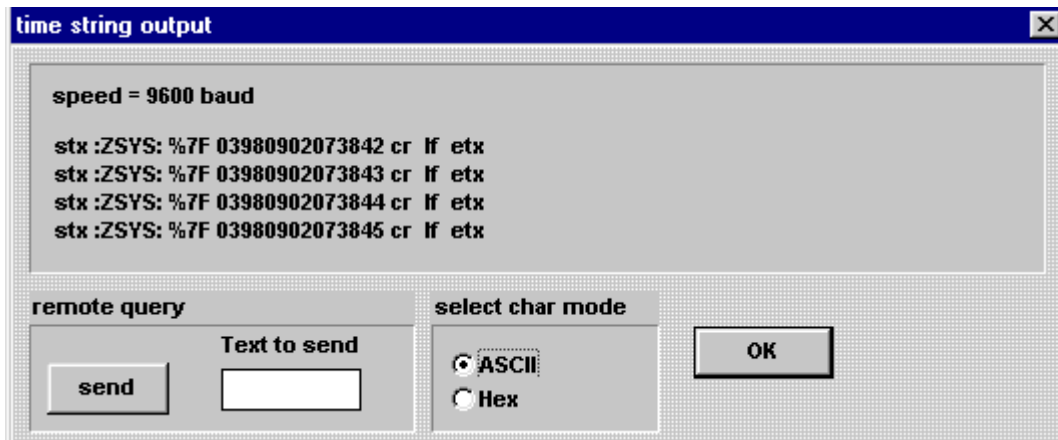 time string output
speed = 9600 baud
stx :ZSYS: %7F 03980902073842 cr lf etx
stx :ZSYS: %7F 03980902073843 cr lf etx
stx :ZSYS: %7F 03980902073844 cr lf etx
stx :ZSYS: %7F 03980902073845 cr lf etx
remote query
Text to send
send
select char mode
ASCII
Hex
OK